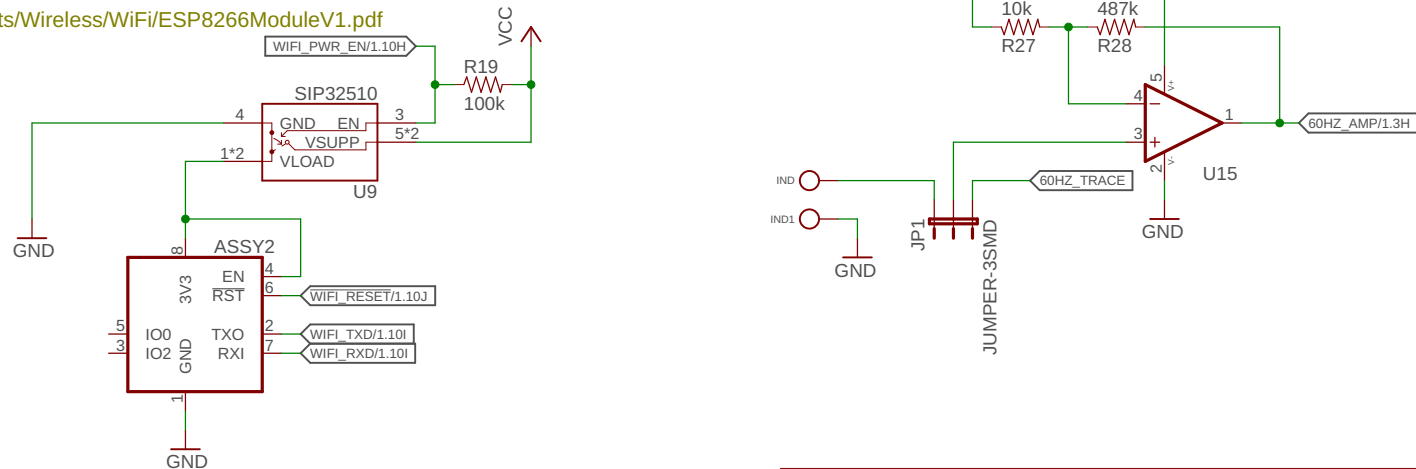 ts/Wireless/WiFi/ESP8266ModuleV1.pdf
WIFI_PWR_EN/1.10H
VCC
R19
100k
SIP32510
4
GND
EN
3
VSUPP
5*2
1*2
VLOAD
U9
GND
ASSY2
8
3V3
EN
4
RST
6
WIFI_RESET/1.10J
5
IO0
TXO
2
WIFI_TXD/1.10I
3
IO2
GND
RXI
7
WIFI_RXD/1.10I
1
GND
10k
R27
487k
R28
5
V+
4
3
1
60HZ_AMP/1.3H
2
V-
U15
GND
IND
60HZ_TRACE
IND1
GND
JP1
JUMPER-3SMD